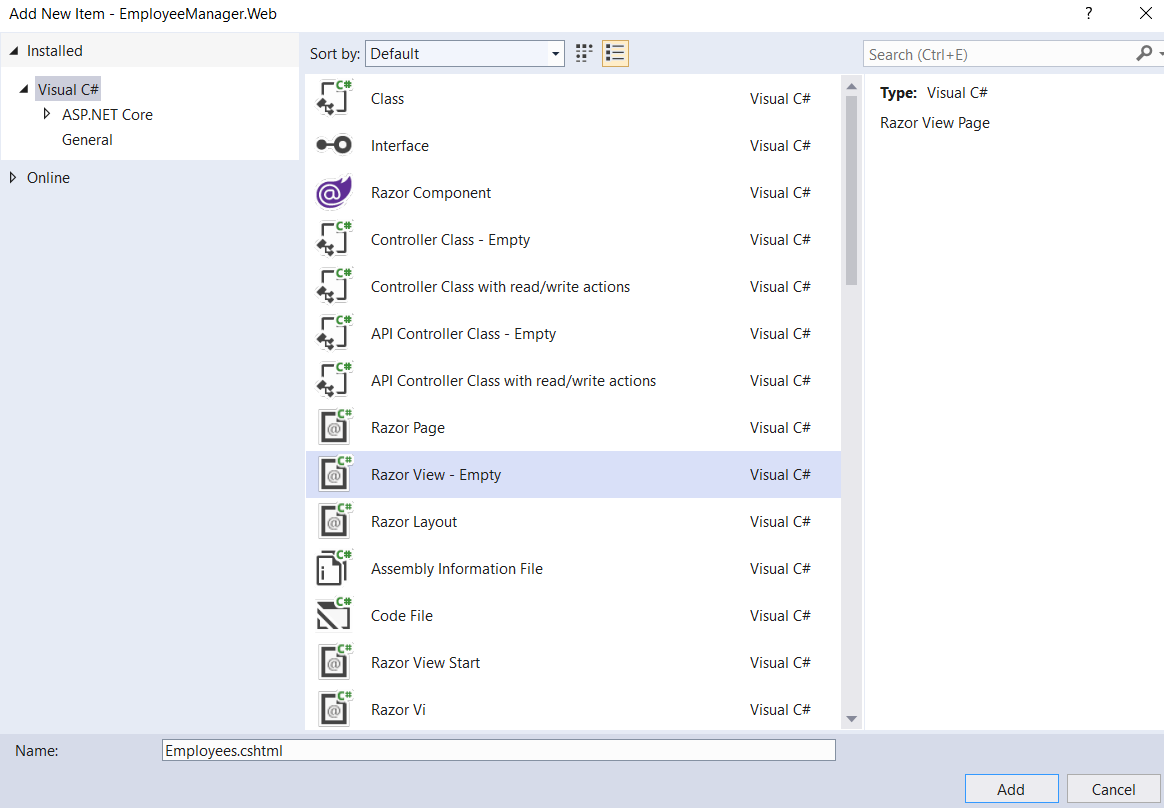 Add New Item - EmployeeManager.Web
?
Installed
Sort by: Default
Search (Ctrl+E)
Visual C#
ASP.NET Core
General
Online
Class Visual C#
Interface Visual C#
Razor Component Visual C#
Controller Class - Empty Visual C#
Controller Class with read/write actions Visual C#
API Controller Class - Empty Visual C#
API Controller Class with read/write actions Visual C#
Razor Page Visual C#
Razor View - Empty Visual C#
Razor Layout Visual C#
Assembly Information File Visual C#
Code File Visual C#
Razor View Start Visual C#
Razor Vi Visual C#
Type: Visual C#
Razor View Page
Name: Employees.cshtml
Add Cancel